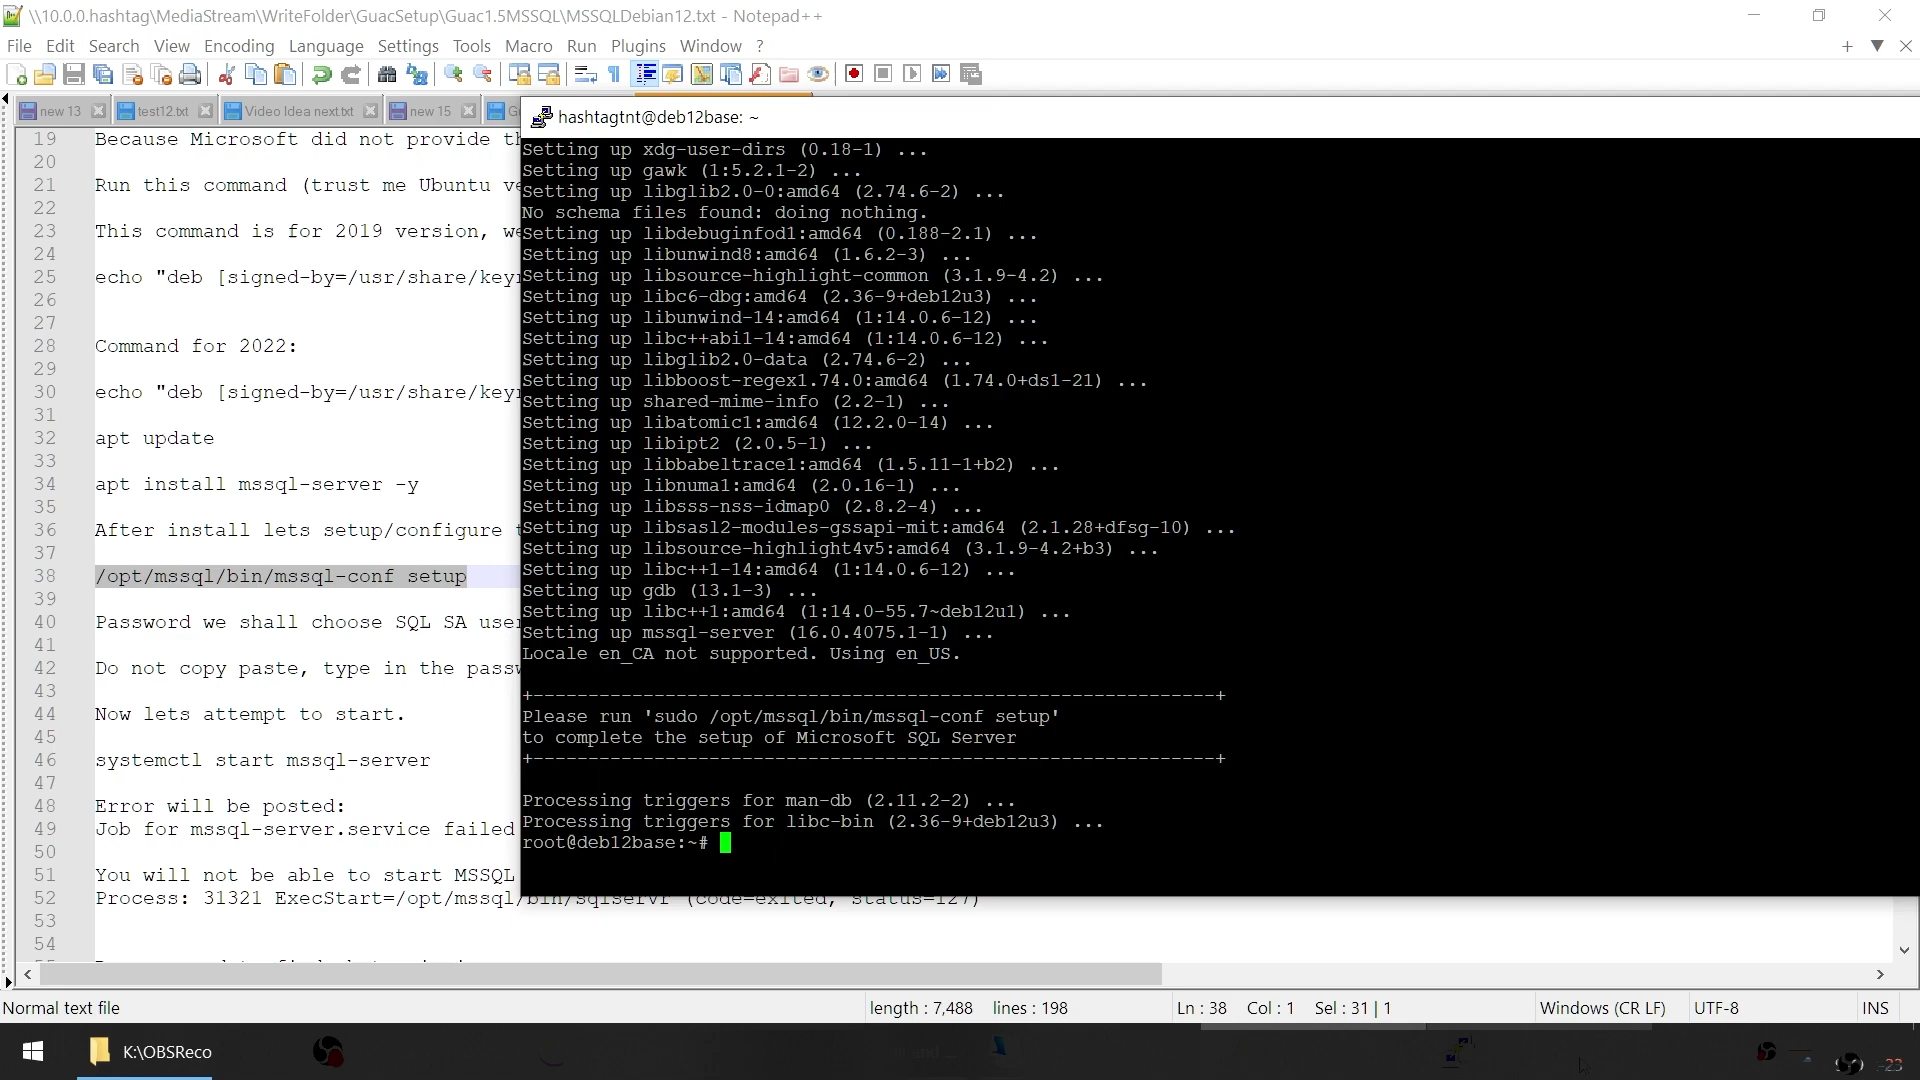 \\10.0.0.hashtag\MediaStream\WriteFolder\GuacSetup\Guac1.5MSSQL\MSSQLDebian12.txt - Notepad++
File Edit Search View Encoding Language Settings Tools Macro Run Plugins Window ?
new 13 test12.txt Video Idea next.txt new 15
hashtagtnt@deb12base: ~
19 Because Microsoft did not provide
20
21 Run this command (trust me Ubuntu
22
23 This command is for 2019 version,
24
25 echo "deb [signed-by=/usr/share/key
26
27
28 Command for 2022:
29
30 echo "deb [signed-by=/usr/share/key
31
32 apt update
33
34 apt install mssql-server -y
35
36 After install lets setup/configure
37
38 /opt/mssql/bin/mssql-conf setup
39
40 Password we shall choose SQL SA user
41
42 Do not copy paste, type in the passw
43
44 Now lets attempt to start.
45
46 systemctl start mssql-server
47
48 Error will be posted:
49 Job for mssql-server.service failed
50
51 You will not be able to start MSSQL
52 Process: 31321 ExecStart=/opt/mssql/bin/sqlservr (code=exited, status=127)
53
54
Setting up xdg-user-dirs (0.18-1) ...
Setting up gawk (1:5.2.1-2) ...
Setting up libglib2.0-0:amd64 (2.74.6-2) ...
No schema files found: doing nothing.
Setting up libdebuginfod1:amd64 (0.188-2.1) ...
Setting up libunwind8:amd64 (1.6.2-3) ...
Setting up libsource-highlight-common (3.1.9-4.2) ...
Setting up libc6-dbg:amd64 (2.36-9+deb12u3) ...
Setting up libunwind-14:amd64 (1:14.0.6-12) ...
Setting up libc++abi1-14:amd64 (1:14.0.6-12) ...
Setting up libglib2.0-data (2.74.6-2) ...
Setting up libboost-regex1.74.0:amd64 (1.74.0+ds1-21) ...
Setting up shared-mime-info (2.2-1) ...
Setting up libatomic1:amd64 (12.2.0-14) ...
Setting up libipt2 (2.0.5-1) ...
Setting up libbabeltrace1:amd64 (1.5.11-1+b2) ...
Setting up libnuma1:amd64 (2.0.16-1) ...
Setting up libsss-nss-idmap0 (2.8.2-4) ...
Setting up libsasl2-modules-gssapi-mit:amd64 (2.1.28+dfsg-10) ...
Setting up libsource-highlight4v5:amd64 (3.1.9-4.2+b3) ...
Setting up libc++1-14:amd64 (1:14.0.6-12) ...
Setting up gdb (13.1-3) ...
Setting up libc++1:amd64 (1:14.0-55.7~deb12u1) ...
Setting up mssql-server (16.0.4075.1-1) ...
Locale en_CA not supported. Using en_US.
+--------------------------------------------------------------+
Please run 'sudo /opt/mssql/bin/mssql-conf setup'
to complete the setup of Microsoft SQL Server
+--------------------------------------------------------------+
Processing triggers for man-db (2.11.2-2) ...
Processing triggers for libc-bin (2.36-9+deb12u3) ...
root@deb12base:~#
Normal text file length : 7,488 lines : 198 Ln : 38 Col : 1 Sel : 31 | 1 Windows (CR LF) UTF-8 INS
K:\OBSReco
-23